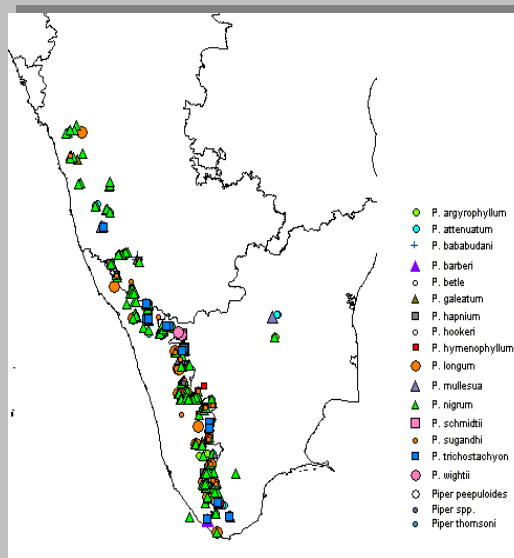 P. argyrophyllum
P. attenuatum
P. bababudani
P. barberi
P. betle
P. galeatum
P. hapnium
P. hookeri
P. hymenophyllum
P. longum
P. mullesua
P. nigrum
P. schmidtii
P. sugandhi
P. trichostachyon
P. wightii
Piper peepuloides
Piper spp.
Piper thomsoni